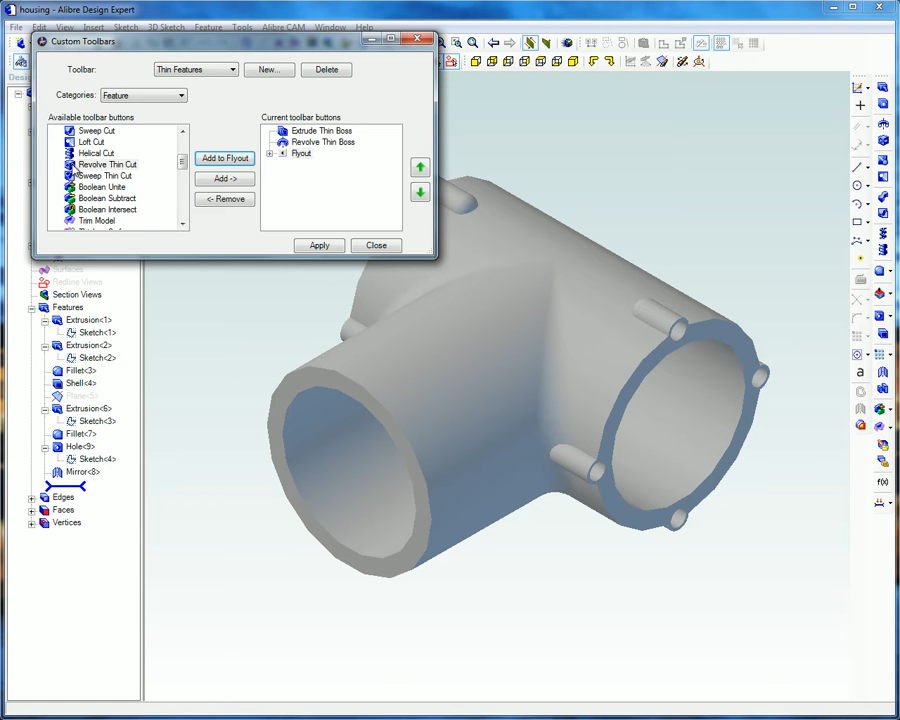 housing - Alibre Design Expert
File Edit View Insert Sketch 3D Sketch Feature Tools Alibre CAM Window Help
Custom Toolbars
Toolbar: Thin Features New... Delete
Categories: Feature
Available toolbar buttons
Current toolbar buttons
Sweep Cut
Loft Cut
Helical Cut
Revolve Thin Cut
Sweep Thin Cut
Boolean Unite
Boolean Subtract
Boolean Intersect
Trim Model
Add to Flyout
Add ->
<- Remove
Extrude Thin Boss
Revolve Thin Boss
Flyout
Apply Close
Surfaces
Redline Views
Section Views
Features
Extrusion<1>
Sketch<1>
Extrusion<2>
Sketch<2>
Fillet<3>
Shell<4>
Plane<5>
Extrusion<6>
Sketch<3>
Fillet<7>
Hole<9>
Sketch<4>
Mirror<8>
Edges
Faces
Vertices
a
f(x)